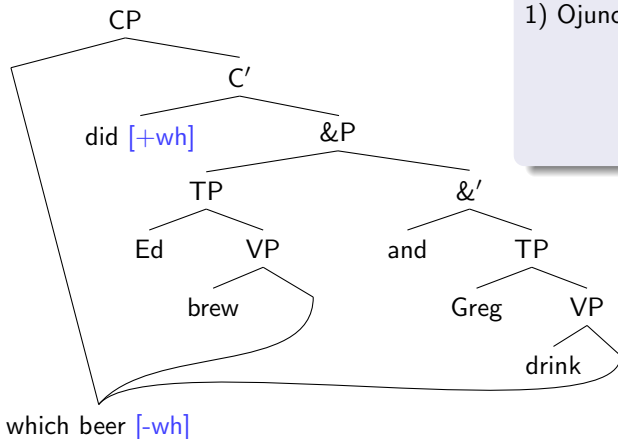 CP
1) Ojunc
C′
did [+wh]
&P
TP
&′
Ed
VP
and
TP
brew
Greg
VP
drink
which beer [-wh]